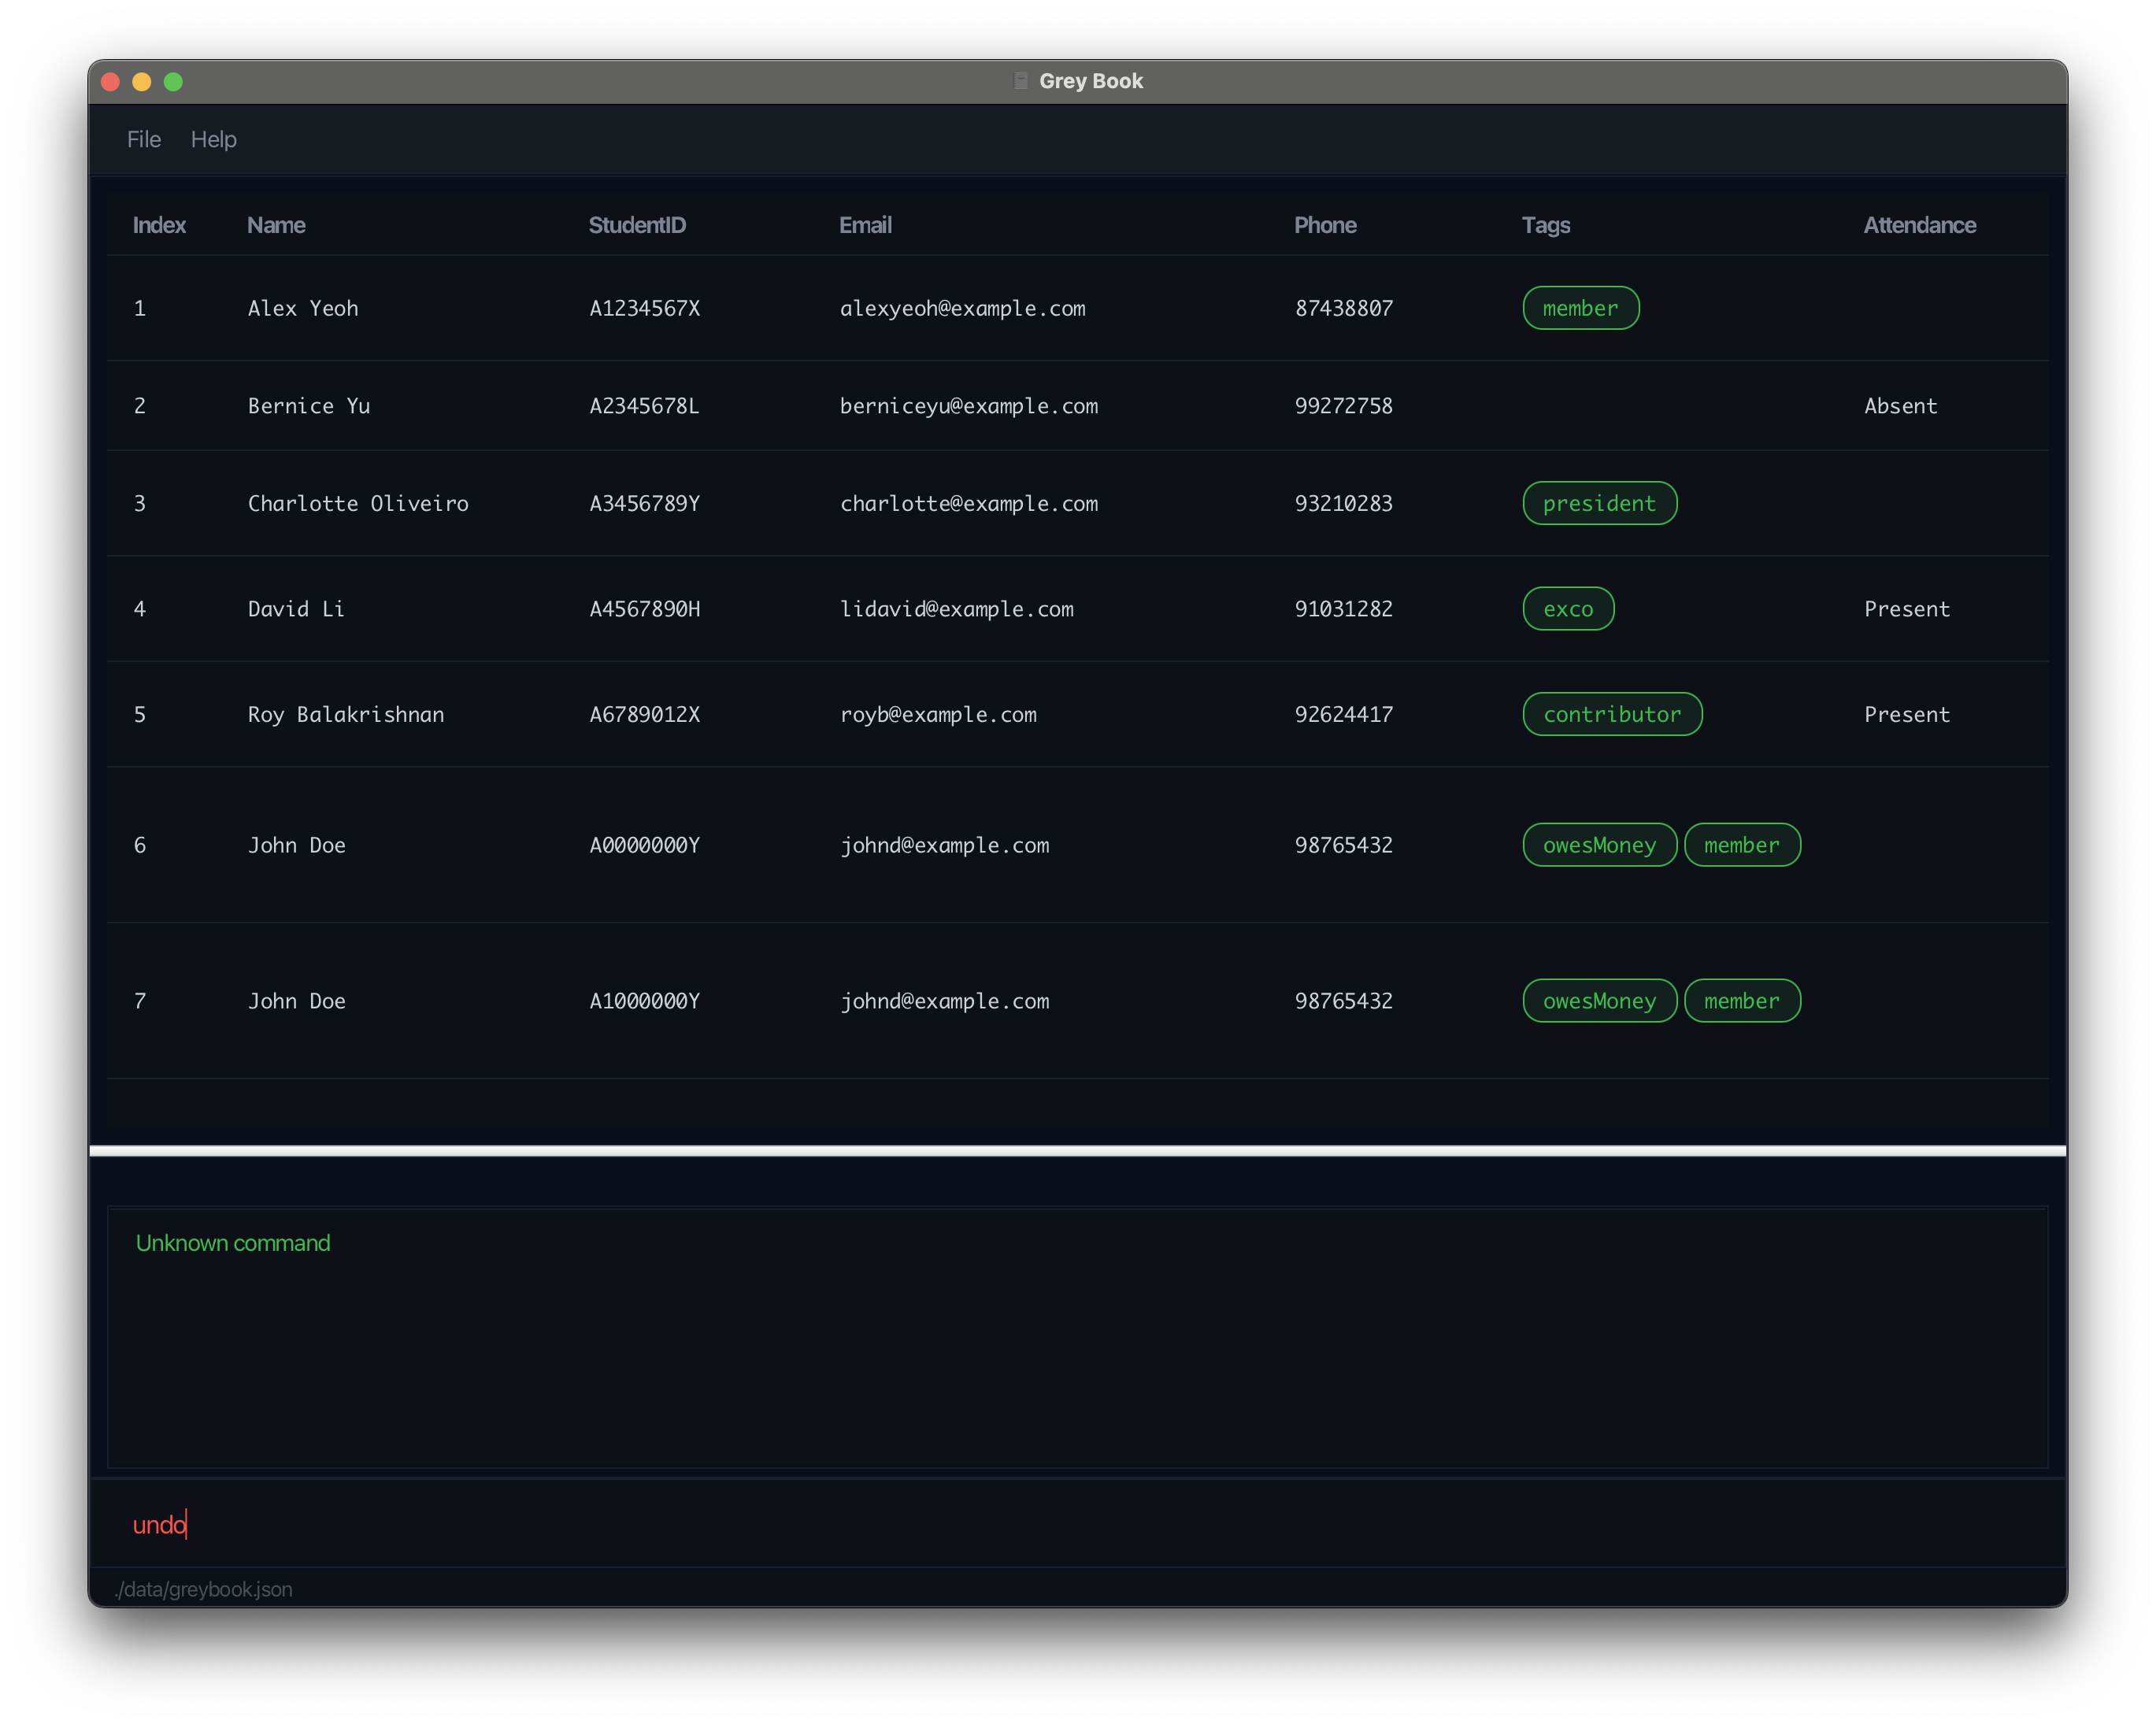 Grey Book
File Help
Index Name StudentID Email Phone Tags Attendance
1 Alex Yeoh A1234567X alexyeoh@example.com 87438807 member
2 Bernice Yu A2345678L berniceyu@example.com 99272758 Absent
3 Charlotte Oliveiro A3456789Y charlotte@example.com 93210283 president
4 David Li A4567890H lidavid@example.com 91031282 exco Present
5 Roy Balakrishnan A6789012X royb@example.com 92624417 contributor Present
6 John Doe A0000000Y johnd@example.com 98765432 owesMoney member
7 John Doe A1000000Y johnd@example.com 98765432 owesMoney member
Unknown command
undo
./data/greybook.json